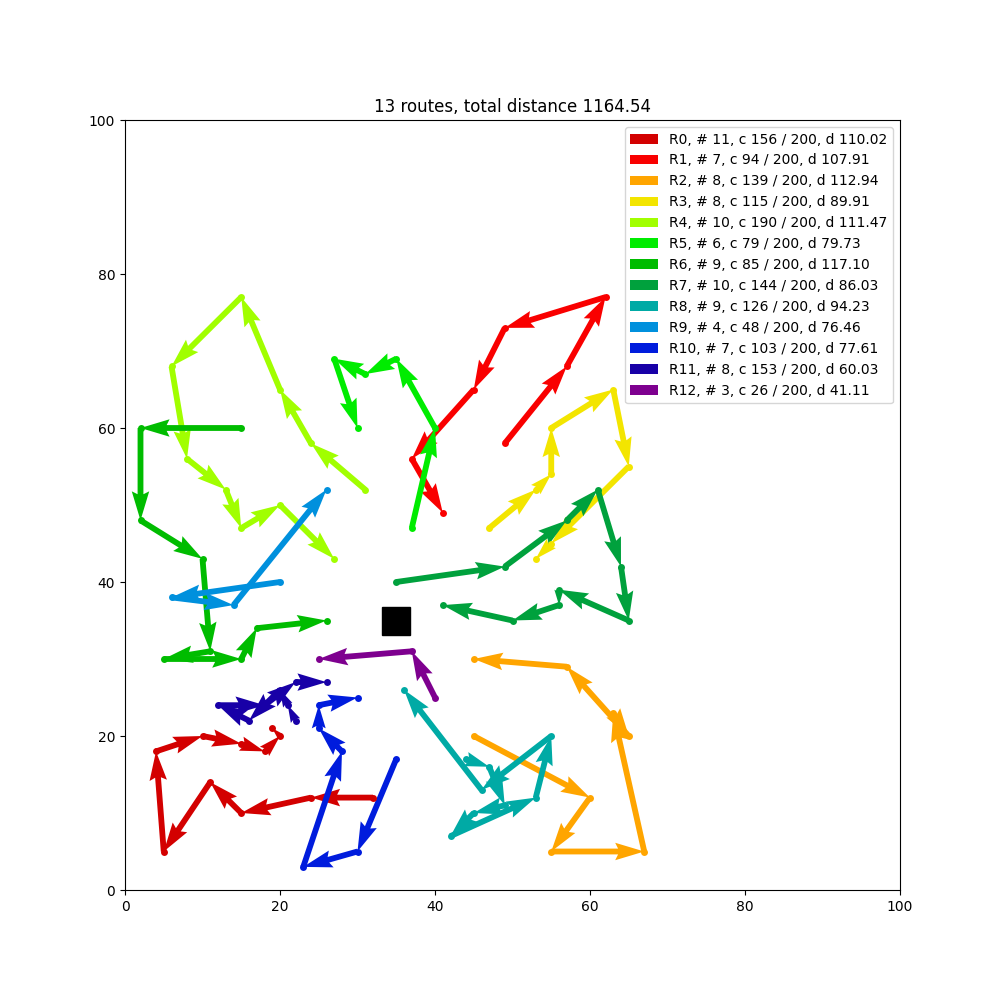 13 routes, total distance 1164.54
100
80
60
40
20
0
0 20 40 60 80 100
R0, # 11, c 156 / 200, d 110.02
R1, # 7, c 94 / 200, d 107.91
R2, # 8, c 139 / 200, d 112.94
R3, # 8, c 115 / 200, d 89.91
R4, # 10, c 190 / 200, d 111.47
R5, # 6, c 79 / 200, d 79.73
R6, # 9, c 85 / 200, d 117.10
R7, # 10, c 144 / 200, d 86.03
R8, # 9, c 126 / 200, d 94.23
R9, # 4, c 48 / 200, d 76.46
R10, # 7, c 103 / 200, d 77.61
R11, # 8, c 153 / 200, d 60.03
R12, # 3, c 26 / 200, d 41.11